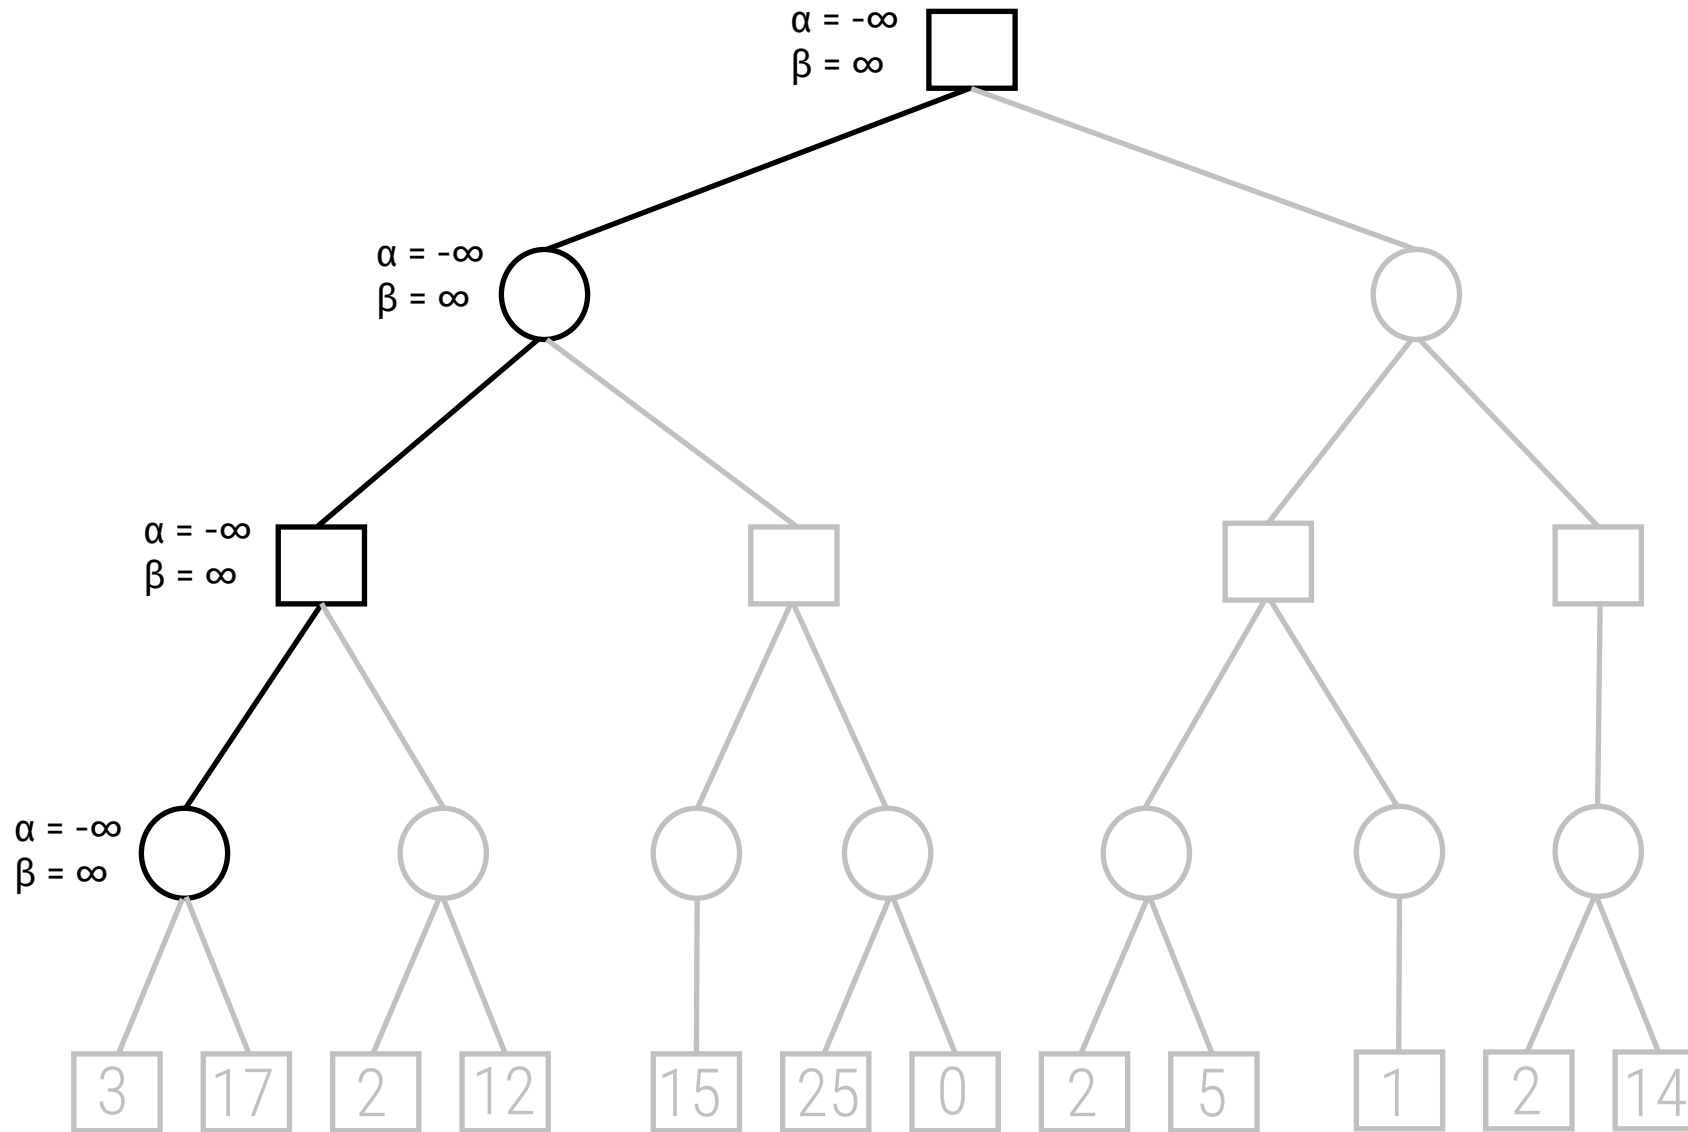 α = -∞
β = ∞
α = -∞
β = ∞
α = -∞
β = ∞
α = -∞
β = ∞
3 17 2 12 15 25 0 2 5 1 2 14